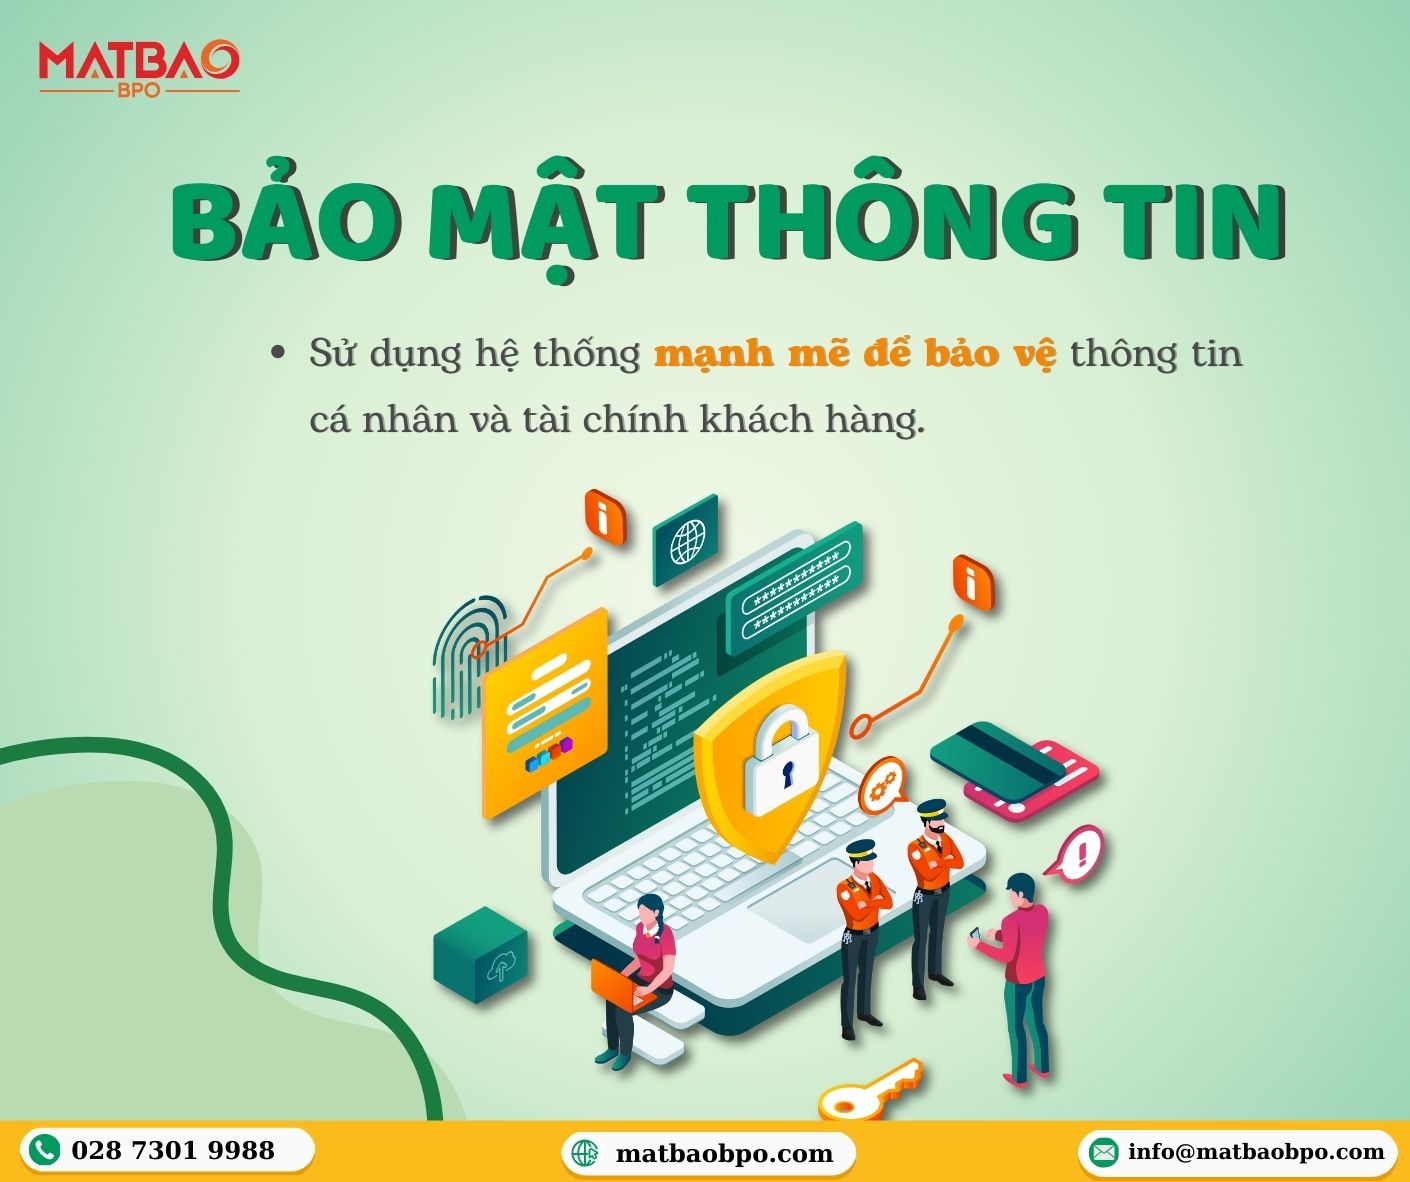 MATBAO
BPO
BẢO MẬT THÔNG TIN
• Sử dụng hệ thống mạnh mẽ để bảo vệ thông tin
cá nhân và tài chính khách hàng.
i
i
***********
***********
!
028 7301 9988
matbaobpo.com
info@matbaobpo.com